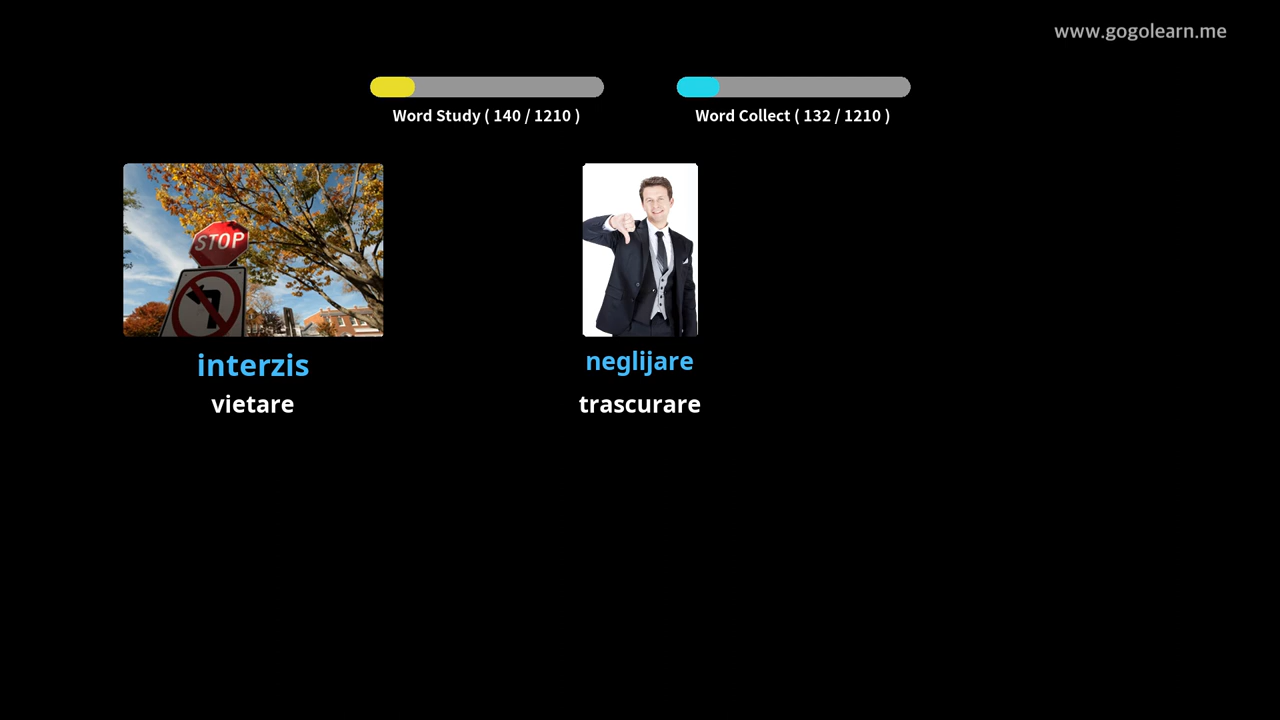 www.gogolearn.me
Word Study ( 140 / 1210 )
Word Collect ( 132 / 1210 )
STOP
interzis
neglijare
vietare
trascurare